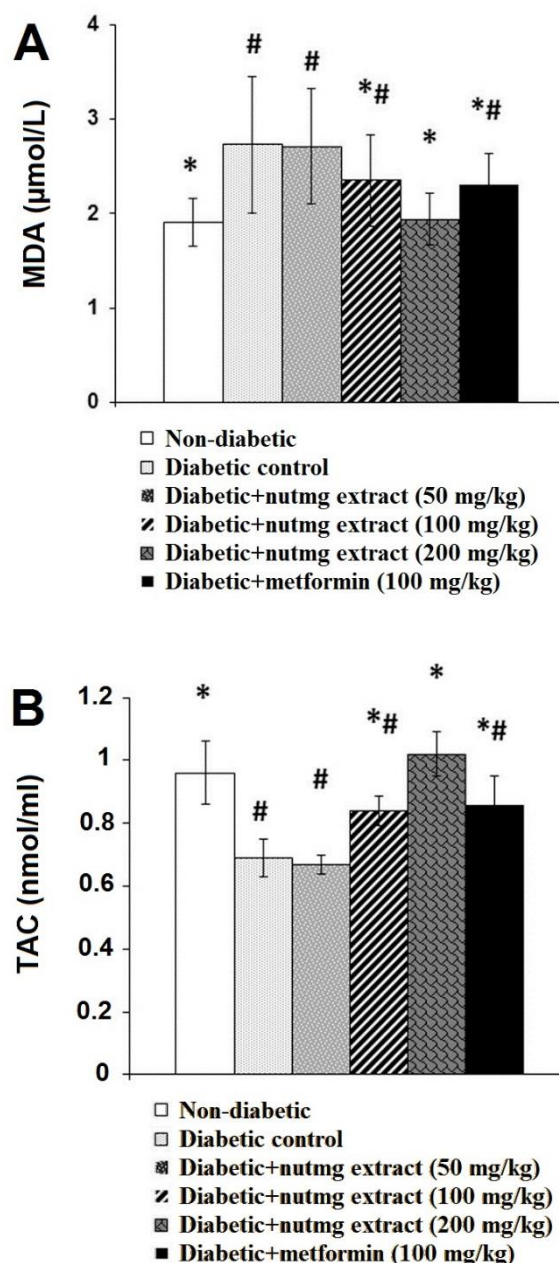 A
MDA (µmol/L)
4
3
2
1
0
*
#
#
*#
*
*#
Non-diabetic
Diabetic control
Diabetic+nutmg extract (50 mg/kg)
Diabetic+nutmg extract (100 mg/kg)
Diabetic+nutmg extract (200 mg/kg)
Diabetic+metformin (100 mg/kg)
B
TAC (nmol/ml)
1.2
1
0.8
0.6
0.4
0.2
0
*
#
#
*#
*
*#
Non-diabetic
Diabetic control
Diabetic+nutmg extract (50 mg/kg)
Diabetic+nutmg extract (100 mg/kg)
Diabetic+nutmg extract (200 mg/kg)
Diabetic+metformin (100 mg/kg)